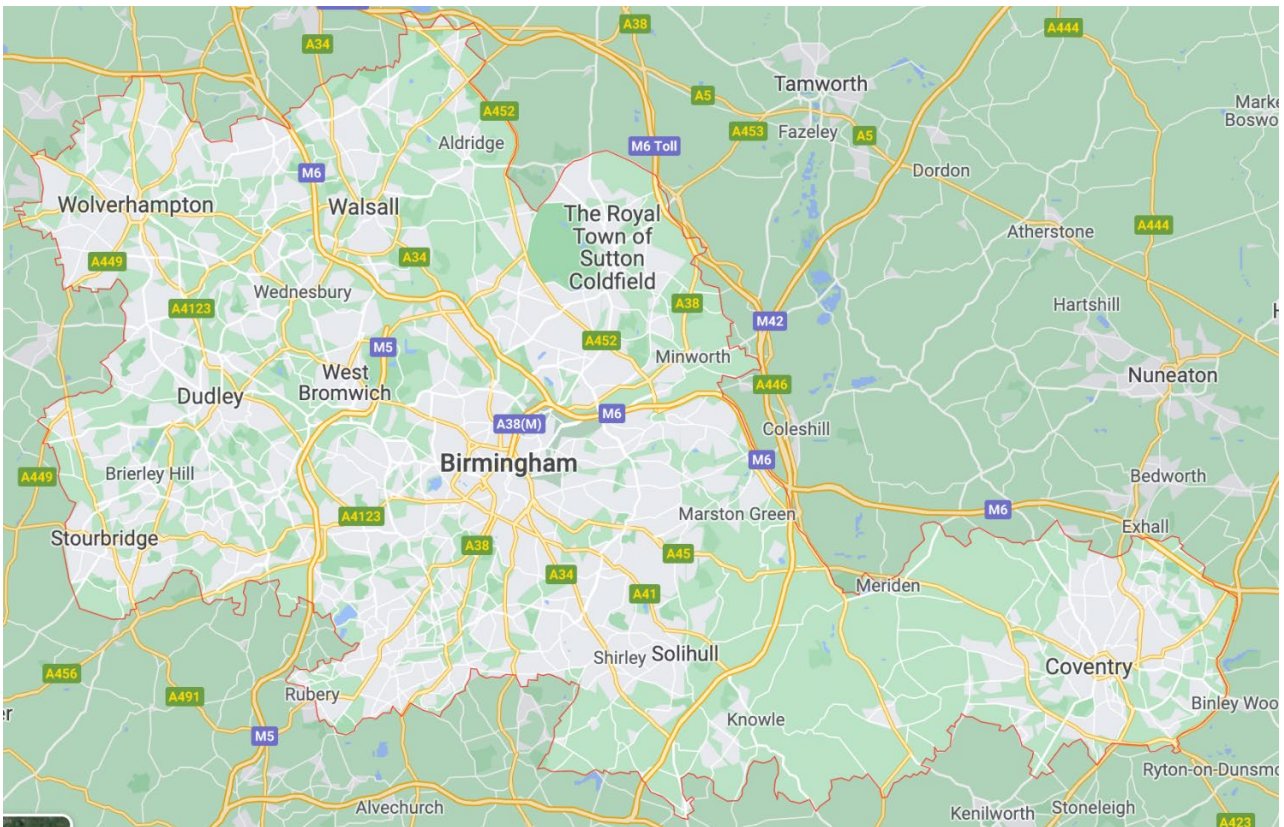 A34
A38
A444
Tamworth
A5
Marke
Boswo
A452
A453
Fazeley
A5
Aldridge
M6 Toll
Dordon
M6
Wolverhampton
Walsall
The Royal
Town of
Sutton
Coldfield
A444
Atherstone
A449
A34
Wednesbury
A4123
A38
Hartshill
H
M42
M5
A452
Minworth
West
Bromwich
Nuneaton
Dudley
A446
A38(M)
M6
Coleshill
Birmingham
M6
Brierley Hill
A449
Bedworth
M6
A4123
Marston Green
Exhall
Stourbridge
A38
A45
A34
Meriden
A41
Shirley
Solihull
Coventry
A456
A491
Rubery
er
Binley Woo
Knowle
M5
Ryton-on-Dunsmo
Alvechurch
Kenilworth
Stoneleigh
A423